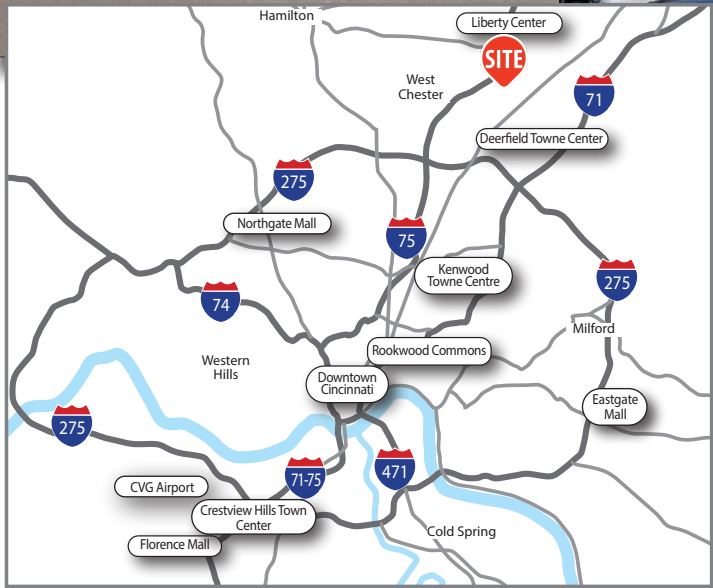 Hamilton
Liberty Center
SITE
West
Chester
71
Deerfield Towne Center
275
Northgate Mall
75
Kenwood
Towne Centre
275
74
Milford
Rookwood Commons
Western
Hills
Downtown
Cincinnati
Eastgate
Mall
275
71-75
471
CVG Airport
Crestview Hills Town
Center
Cold Spring
Florence Mall